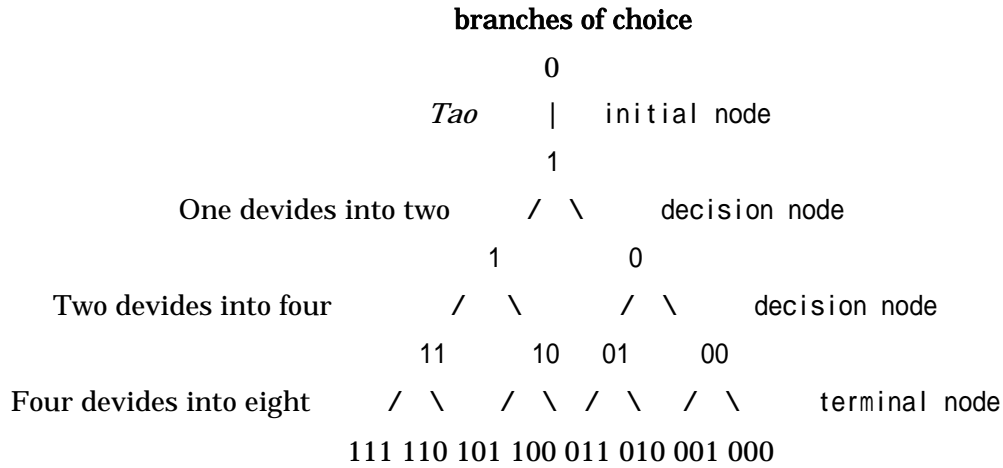 branches of choice
0
Tao | initial node
1
One devides into two / \ decision node
1 0
Two devides into four / \ / \ decision node
11 10 01 00
Four devides into eight / \ / \ / \ / \ terminal node
111 110 101 100 011 010 001 000